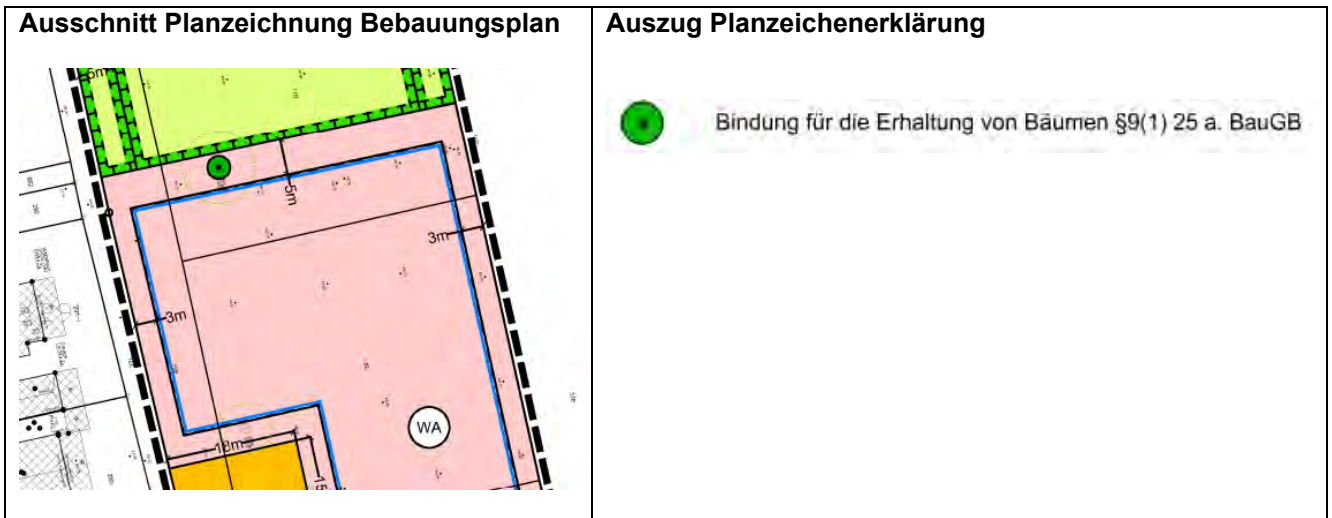 Ausschnitt Planzeichnung Bebauungsplan
5m
5m
3m
3m
WA
18m
15
Auszug Planzeichenerklärung
Bindung für die Erhaltung von Bäumen §9(1) 25 a. BauGB